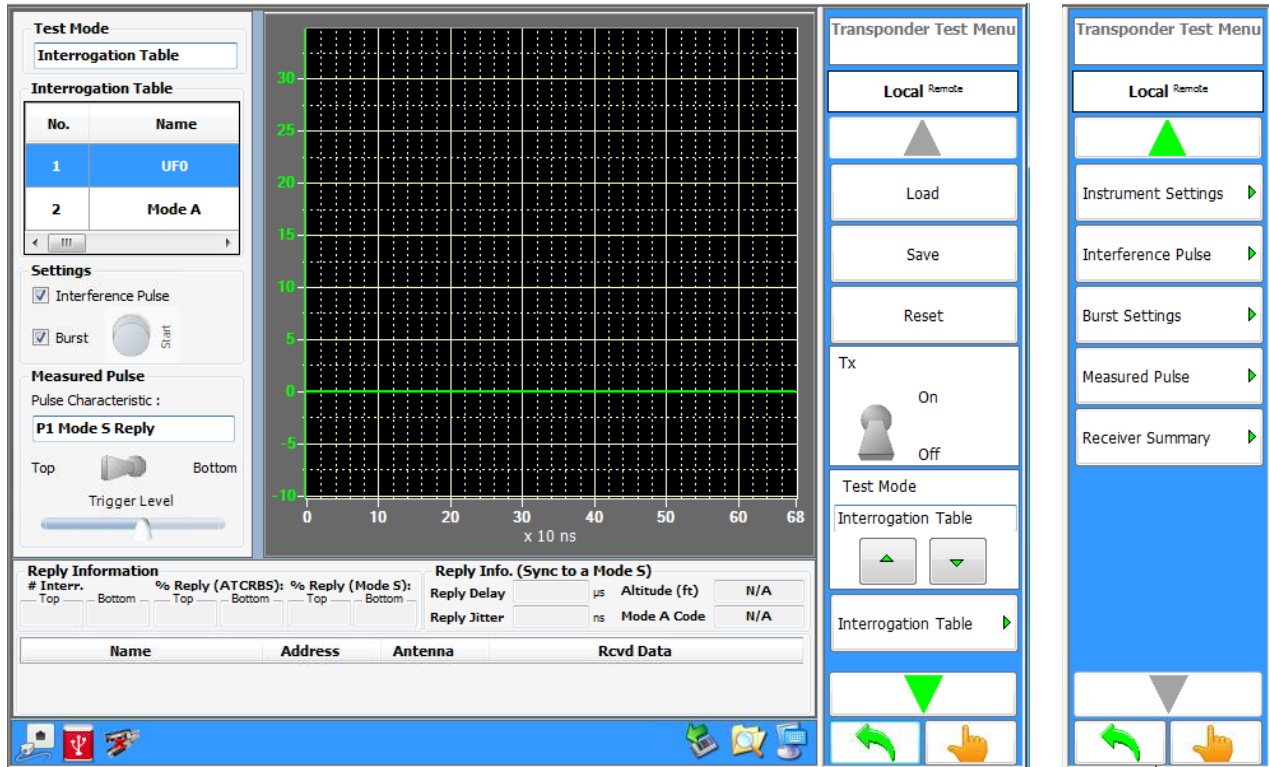 Test Mode
Interrogation Table
Interrogation Table
No. Name
1 UF0
2 Mode A
Settings
Interference Pulse
Burst
Start
Measured Pulse
Pulse Characteristic :
P1 Mode S Reply
Top Bottom
Trigger Level
30
25
20
15
10
5
0
-5
-10
0 10 20 30 40 50 60 68
x 10 ns
Reply Information
# Interr. % Reply (ATCRBS): % Reply (Mode S):
Top Bottom Top Bottom Top Bottom
Reply Info. (Sync to a Mode S)
Reply Delay µs Altitude (ft) N/A
Reply Jitter ns Mode A Code N/A
Name Address Antenna Rcvd Data
Transponder Test Menu
Local Remote
Load
Save
Reset
Tx
On
Off
Test Mode
Interrogation Table
Interrogation Table
Transponder Test Menu
Local Remote
Instrument Settings
Interference Pulse
Burst Settings
Measured Pulse
Receiver Summary